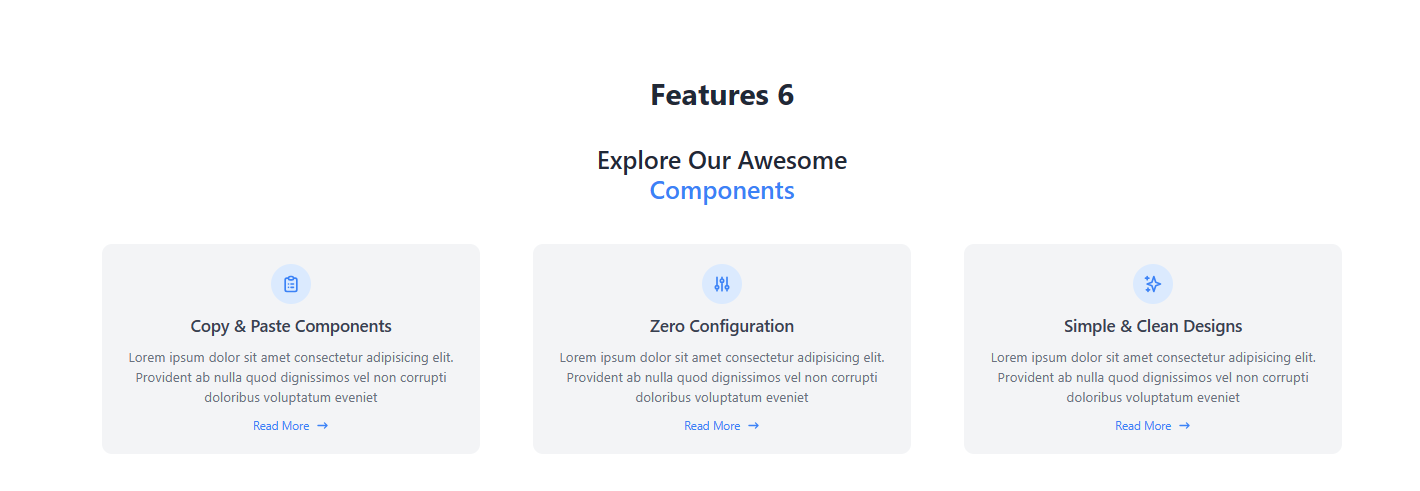 Features 6
Explore Our Awesome
Components
Copy & Paste Components
Lorem ipsum dolor sit amet consectetur adipisicing elit.
Provident ab nulla quod dignissimos vel non corrupti
doloribus voluptatum eveniet
Read More →
Zero Configuration
Lorem ipsum dolor sit amet consectetur adipisicing elit.
Provident ab nulla quod dignissimos vel non corrupti
doloribus voluptatum eveniet
Read More →
Simple & Clean Designs
Lorem ipsum dolor sit amet consectetur adipisicing elit.
Provident ab nulla quod dignissimos vel non corrupti
doloribus voluptatum eveniet
Read More →